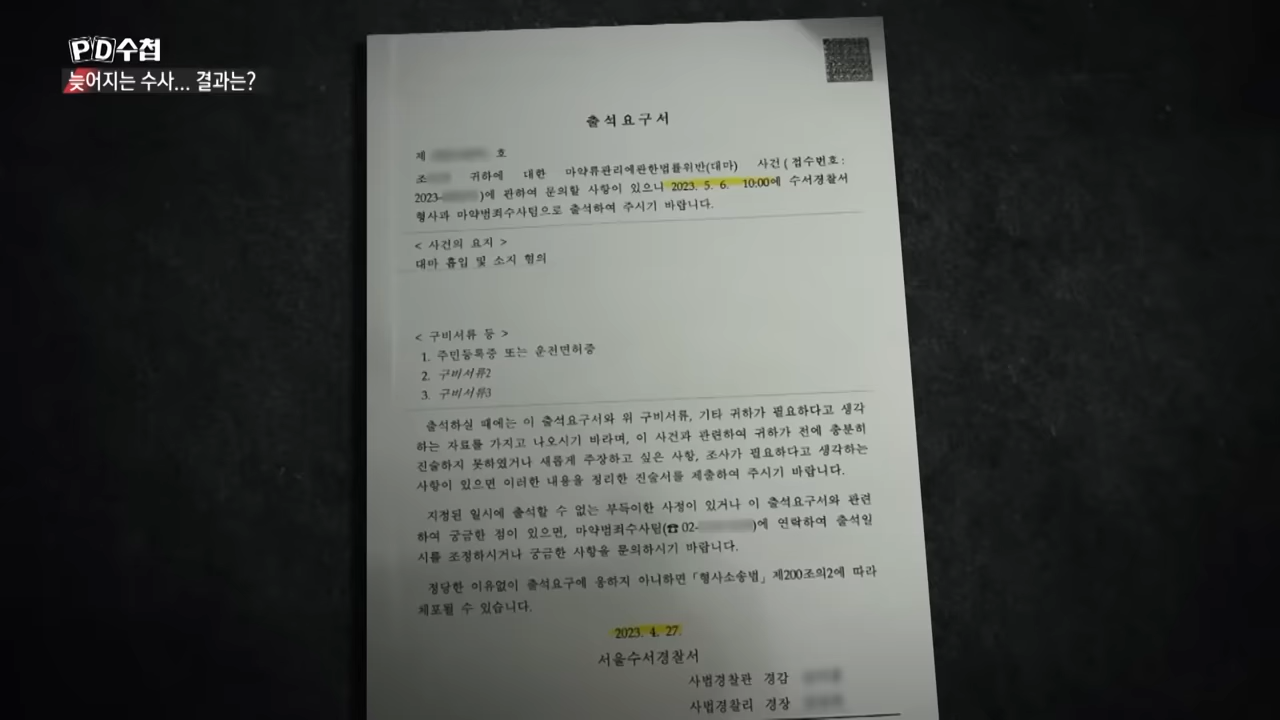 PD수첩
늦어지는 수사... 결과는?
출석요구서
제 호
조 귀하에 대한 마약류관리에관한법률위반(대마) 사건(접수번호:
2023- )에 관하여 문의할 사항이 있으니 2023. 5. 6. 10:00에 수서경찰서
형사과 마약범죄수사팀으로 출석하여 주시기 바랍니다.
< 사건의 요지 >
대마 흡입 및 소지 혐의
< 구비서류 등 >
1. 주민등록증 또는 운전면허증
2. 구비서류2
3. 구비서류3
출석하실 때에는 이 출석요구서와 위 구비서류, 기타 귀하가 필요하다고 생각
하는 자료를 가지고 나오시기 바라며, 이 사건과 관련하여 귀하가 전에 충분히
진술하지 못하였거나 새롭게 주장하고 싶은 사항, 조사가 필요하다고 생각하는
사항이 있으면 이러한 내용을 정리한 진술서를 제출하여 주시기 바랍니다.
지정된 일시에 출석할 수 없는 부득이한 사정이 있거나 이 출석요구서와 관련
하여 궁금한 점이 있으면, 마약범죄수사팀(☎02- )에 연락하여 출석일
시를 조정하시거나 궁금한 사항을 문의하시기 바랍니다.
정당한 이유없이 출석요구에 응하지 아니하면 「형사소송법」 제200조의2에 따라
체포될 수 있습니다.
2023. 4. 27.
서울수서경찰서
사법경찰관 경감
사법경찰리 경장